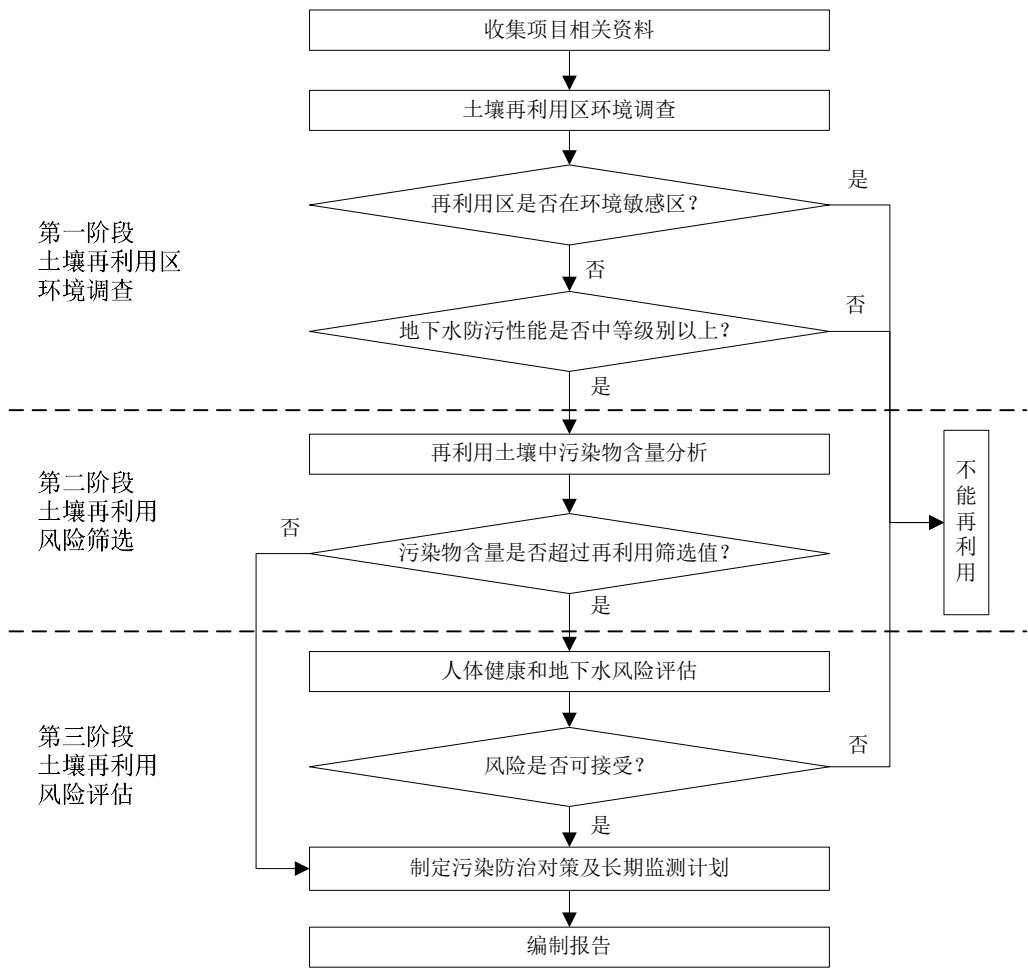 收集项目相关资料
土壤再利用区环境调查
再利用区是否在环境敏感区？
是
第一阶段
土壤再利用区
环境调查
否
地下水防污性能是否中等级别以上？
否
是
再利用土壤中污染物含量分析
第二阶段
土壤再利用
风险筛选
不能再利用
否
污染物含量是否超过再利用筛选值？
是
人体健康和地下水风险评估
第三阶段
土壤再利用
风险评估
风险是否可接受？
否
是
制定污染防治对策及长期监测计划
编制报告